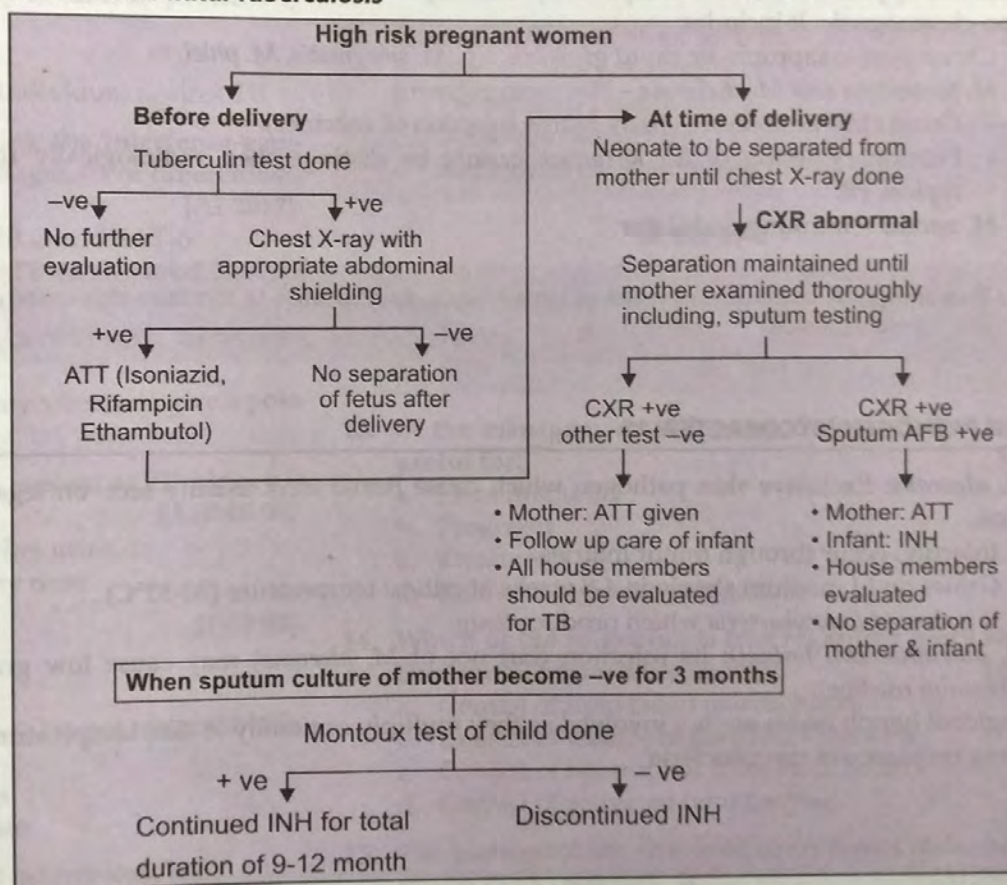 High risk pregnant women
Before delivery
Tuberculin test done
–ve
+ve
No further
evaluation
Chest X-ray with
appropriate abdominal
shielding
+ve
–ve
ATT (Isoniazid,
Rifampicin
Ethambutol)
No separation
of fetus after
delivery
At time of delivery
Neonate to be separated from
mother until chest X-ray done
CXR abnormal
Separation maintained until
mother examined thoroughly
including, sputum testing
CXR +ve
other test –ve
CXR +ve
Sputum AFB +ve
• Mother: ATT given
• Follow up care of infant
• All house members
should be evaluated
for TB
• Mother: ATT
• Infant: INH
• House members
evaluated
• No separation of
mother & infant
When sputum culture of mother become –ve for 3 months
Montoux test of child done
+ ve
– ve
Continued INH for total
duration of 9-12 month
Discontinued INH